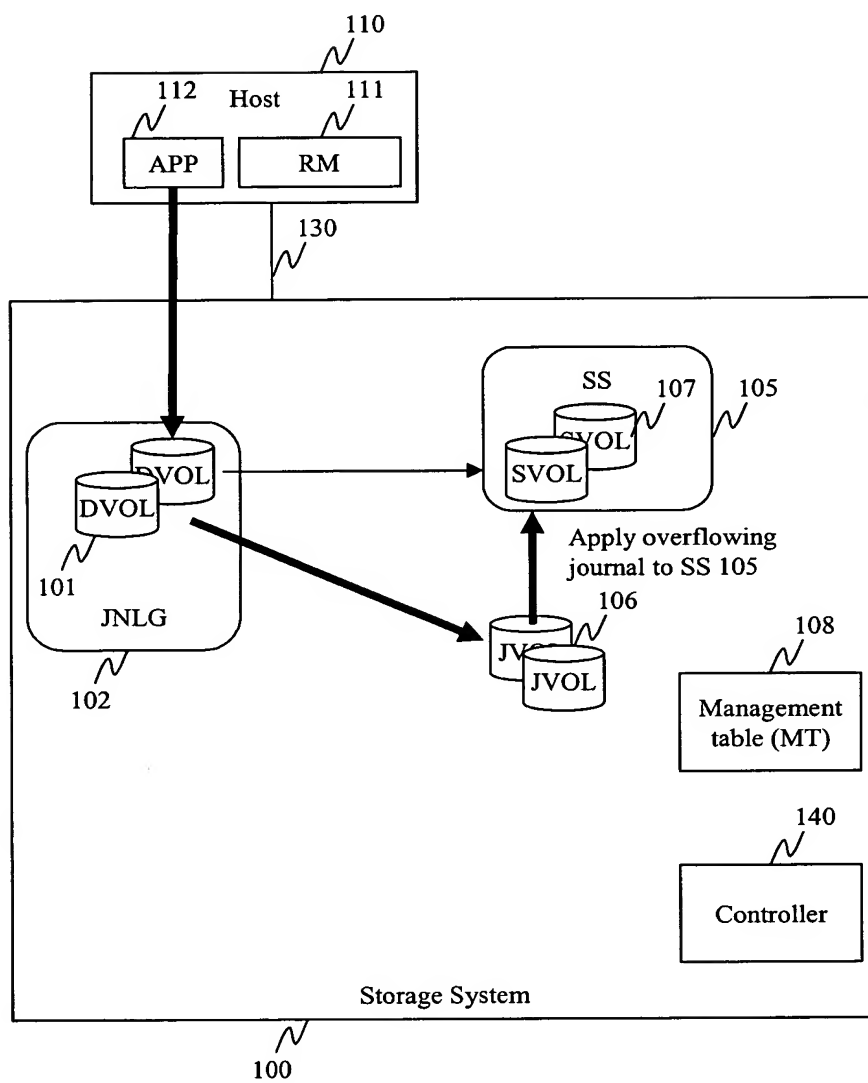 110
112
Host
111
APP
RM
130
SS
107
105
SVOL
SVOL
DVOL
DVOL
101
JNLG
102
Apply overflowing
journal to SS 105
106
JVOL
108
Management
table (MT)
140
Controller
Storage System
100